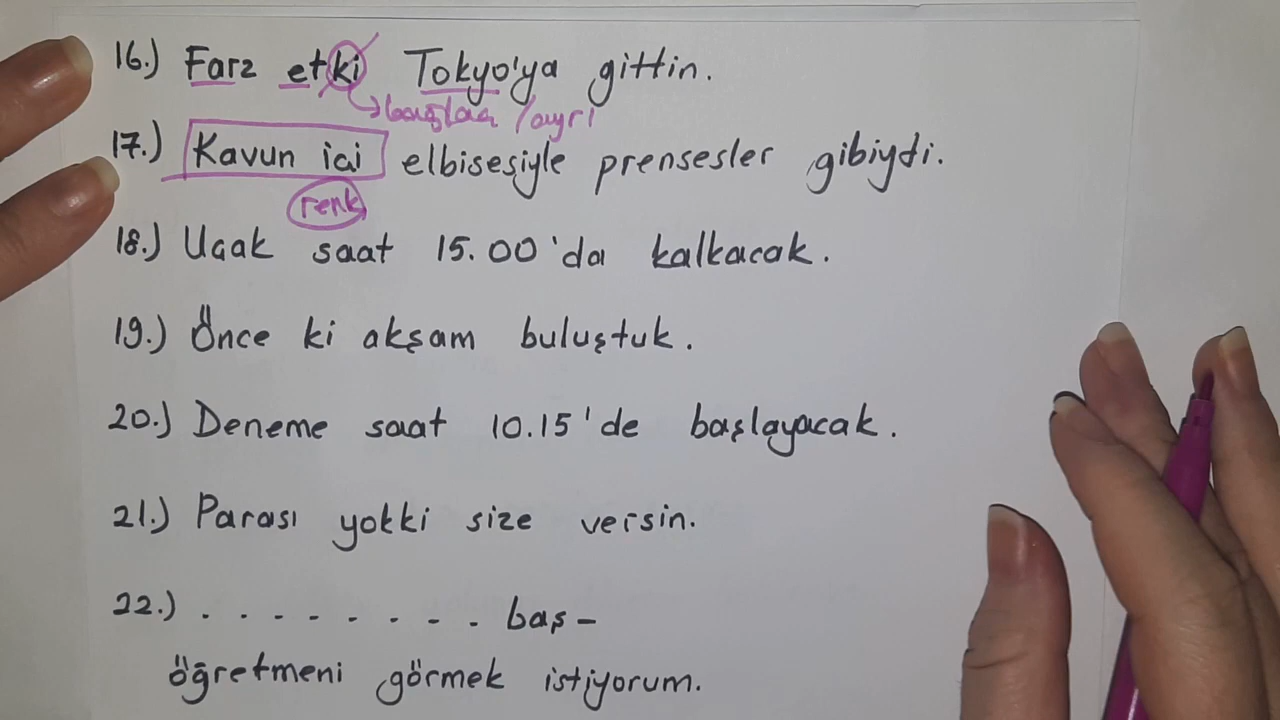 16.) Farz etki Tokyo'ya gittin.
bağlaç / ayrı
17.) Kavun içi elbisesiyle prensesler gibiydi.
renk
18.) Uçak saat 15.00'da kalkacak.
19.) Önce ki akşam buluştuk.
20.) Deneme saat 10.15'de başlayacak.
21.) Parası yokki size versin.
22.) . . . . . . . . baş-
öğretmeni görmek istiyorum.